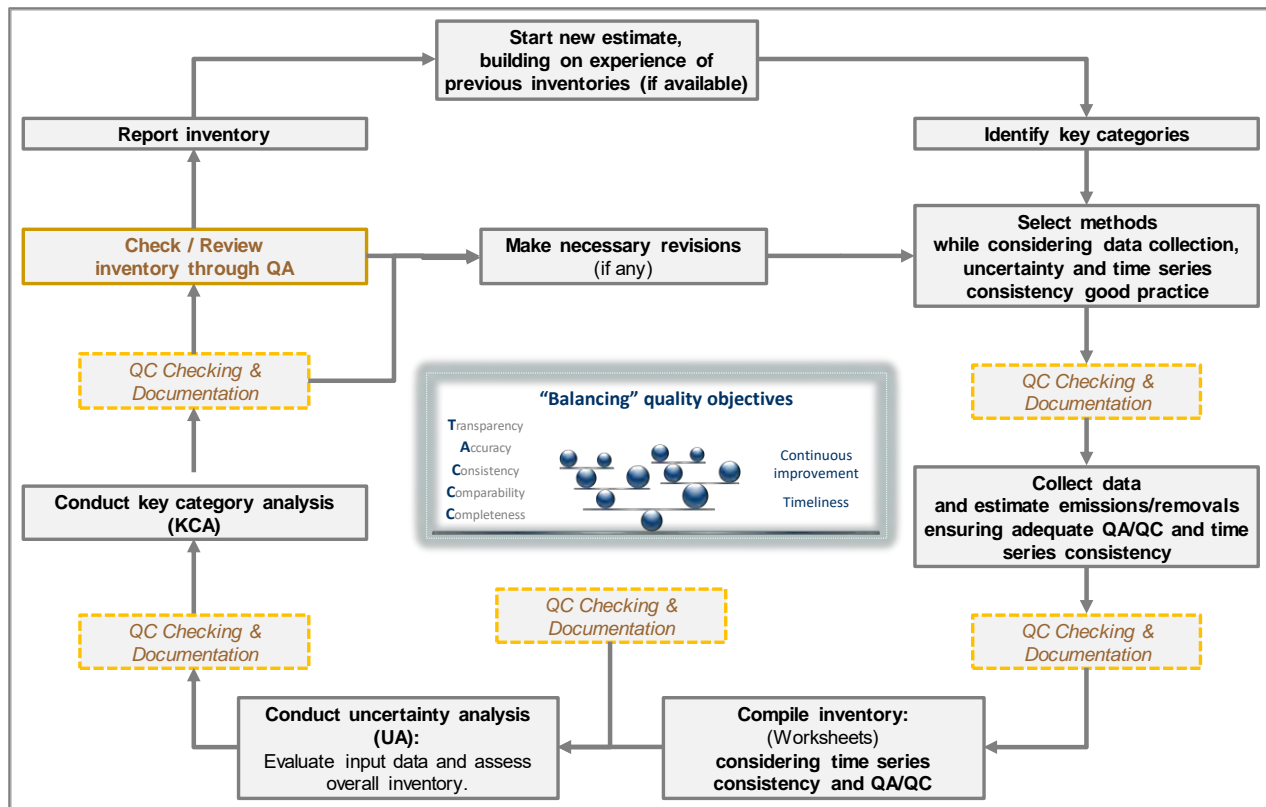 Start new estimate,
building on experience of
previous inventories (if available)
Report inventory
Identify key categories
Check / Review
inventory through QA
Make necessary revisions
(if any)
Select methods
while considering data collection,
uncertainty and time series
consistency good practice
QC Checking &
Documentation
QC Checking &
Documentation
“Balancing” quality objectives
Transparency
Accuracy
Consistency
Comparability
Completeness
Continuous
improvement
Timeliness
Conduct key category analysis
(KCA)
Collect data
and estimate emissions/removals
ensuring adequate QA/QC and time
series consistency
QC Checking &
Documentation
QC Checking &
Documentation
QC Checking &
Documentation
Conduct uncertainty analysis
(UA):
Evaluate input data and assess
overall inventory.
Compile inventory:
(Worksheets)
considering time series
consistency and QA/QC